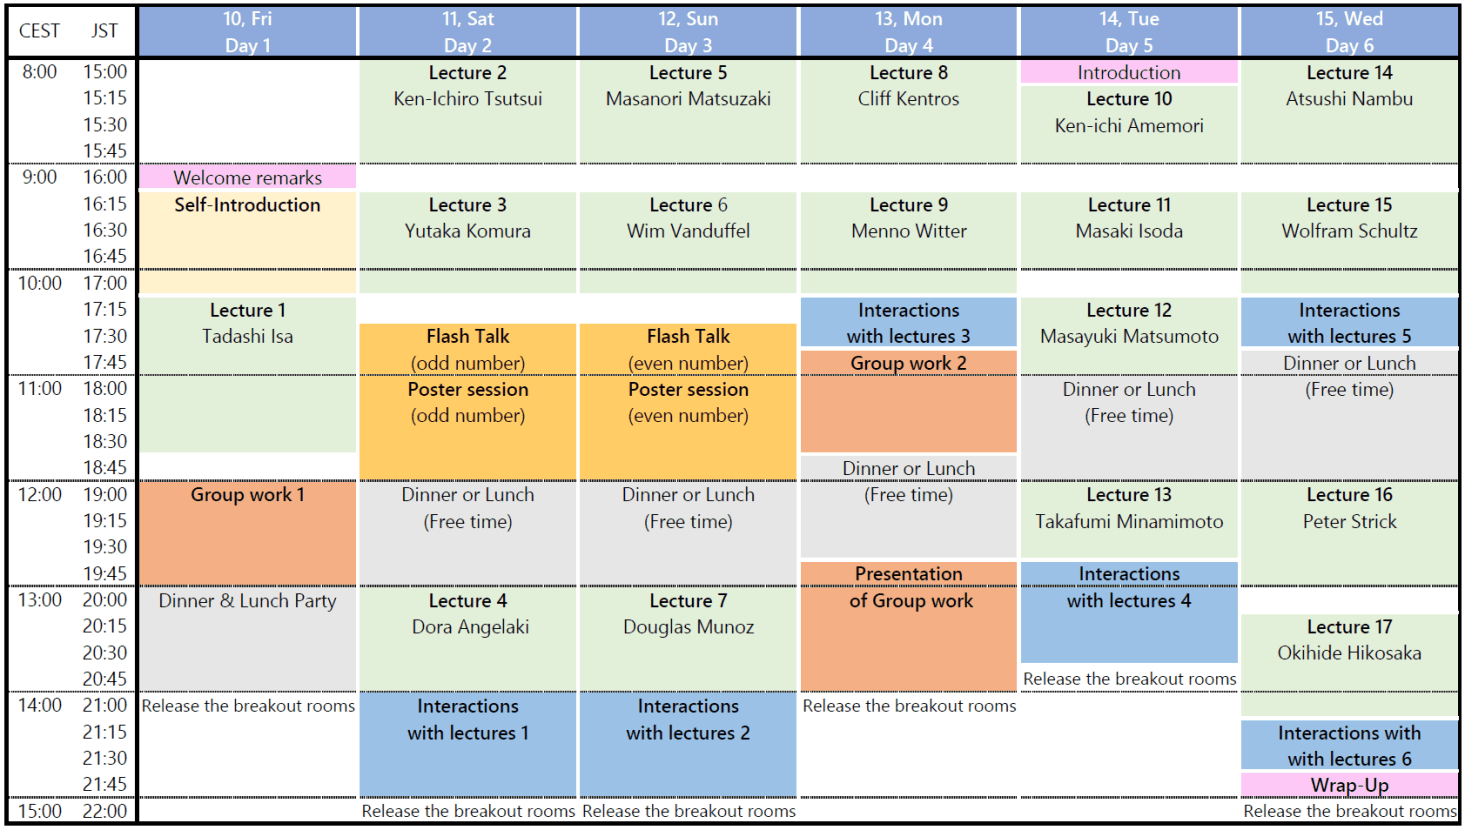 CEST JST 10, Fri 11, Sat 12, Sun 13, Mon 14, Tue 15, Wed
Day 1 Day 2 Day 3 Day 4 Day 5 Day 6
8:00 15:00 Lecture 2 Lecture 5 Lecture 8 Introduction Lecture 14
15:15 Ken-Ichiro Tsutsui Masanori Matsuzaki Cliff Kentros Lecture 10 Atsushi Nambu
15:30 Ken-ichi Amemori
15:45
9:00 16:00 Welcome remarks
16:15 Self-Introduction Lecture 3 Lecture 6 Lecture 9 Lecture 11 Lecture 15
16:30 Yutaka Komura Wim Vanduffel Menno Witter Masaki Isoda Wolfram Schultz
16:45
10:00 17:00
17:15 Lecture 1 Interactions Lecture 12 Interactions
17:30 Tadashi Isa Flash Talk Flash Talk with lectures 3 Masayuki Matsumoto with lectures 5
17:45 (odd number) (even number) Group work 2 Dinner or Lunch
11:00 18:00 Poster session Poster session Dinner or Lunch (Free time)
18:15 (odd number) (even number) (Free time)
18:30
18:45 Dinner or Lunch
12:00 19:00 Group work 1 Dinner or Lunch Dinner or Lunch (Free time) Lecture 13 Lecture 16
19:15 (Free time) (Free time) Takafumi Minamimoto Peter Strick
19:30
19:45 Presentation Interactions
13:00 20:00 Dinner & Lunch Party Lecture 4 Lecture 7 of Group work with lectures 4
20:15 Dora Angelaki Douglas Munoz Lecture 17
20:30 Okihide Hikosaka
20:45 Release the breakout rooms
14:00 21:00 Release the breakout rooms Interactions Interactions Release the breakout rooms
21:15 with lectures 1 with lectures 2 Interactions with
21:30 with lectures 6
21:45 Wrap-Up
15:00 22:00 Release the breakout rooms Release the breakout rooms Release the breakout rooms